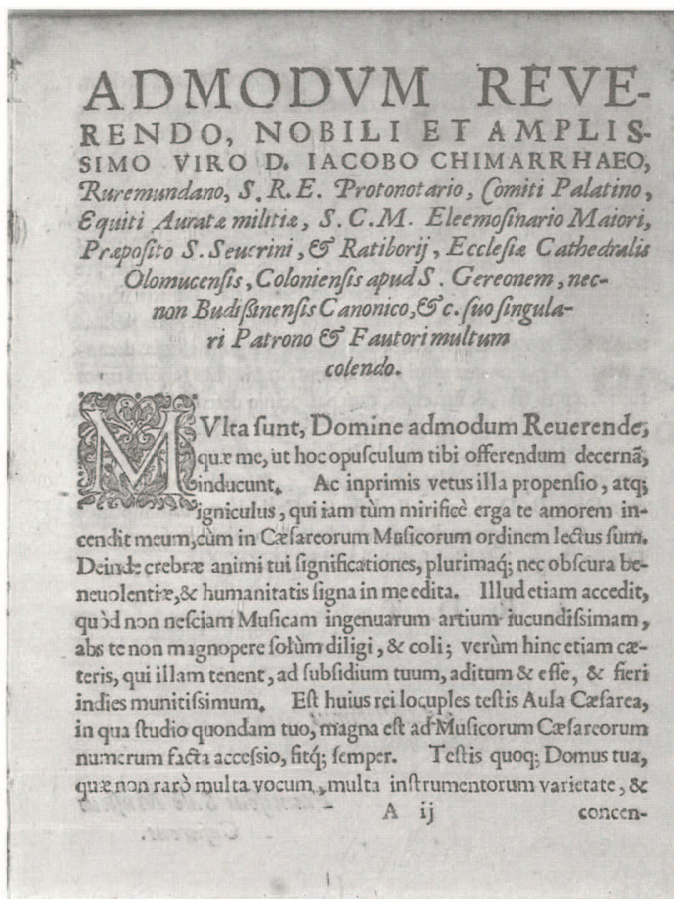 ADMODVM REVE-
RENDO, NOBILI ET AMPLIS-
SIMO VIRO D. IACOBO CHIMARRHAEO,
Ruremundano, S. R. E. Protonotario, Comiti Palatino,
Equiti Auratæ militiæ, S. C. M. Eleemosinario Maiori,
Præposito S. Seuerini, & Ratiborij, Ecclesiæ Cathedralis
Olomucensis, Coloniensis apud S. Gereonem, nec-
non Budißinensis Canonico, & c. suo singula-
ri Patrono & Fautori multum
colendo.
MVlta sunt, Domine admodum Reuerende,
quæ me, ut hoc opusculum tibi offerendum decernã,
inducunt. Ac inprimis vetus illa propensio, atq;
igniculus, qui iam tùm mirificè erga te amorem in-
cendit meum, cùm in Cæsareorum Musicorum ordinem lectus sum.
Deinde crebræ animi tui significationes, plurimaq; nec obscura be-
neuolentiæ, & humanitatis signa in me edita. Illud etiam accedit,
quòd non nesciam Musicam ingenuarum artium iucundissimam,
abs te non magnopere solùm diligi, & coli; verùm hinc etiam cæ-
teris, qui illam tenent, ad subsidium tuum, aditum & esse, & fieri
indies munitissimum. Est huius rei locuples testis Aula Cæsarea,
in qua studio quondam tuo, magna est ad Musicorum Cæsareorum
numerum facta accessio, fitq; semper. Testis quoq; Domus tua,
quæ non rarò multa vocum, multa instrumentorum varietate, &
A ij concen-